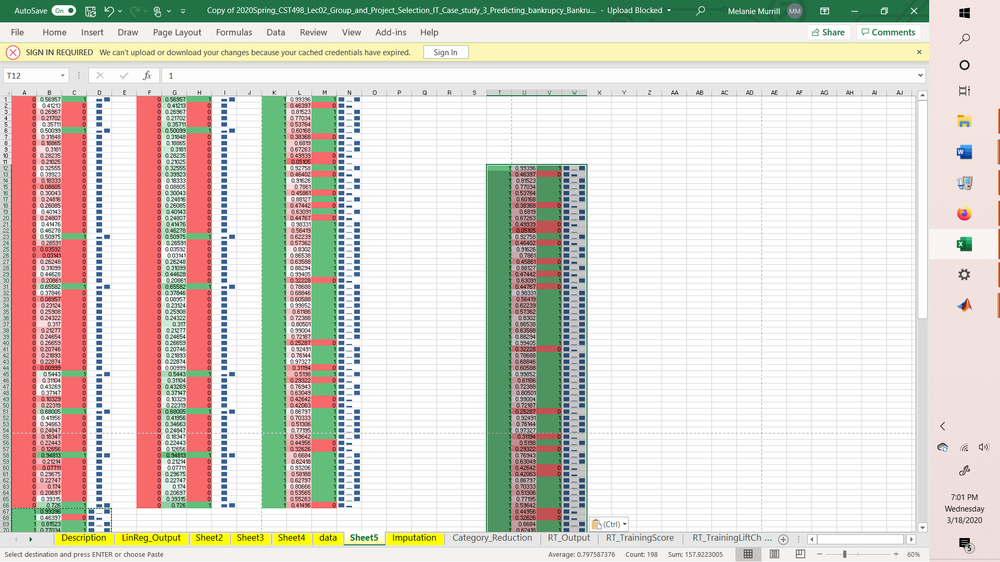 AutoSave On Copy of 2020Spring_CST498_Lec02_Group_and_Project_Selection_IT_Case_study_3_Predicting_bankrupcy_Bankru... - Upload Blocked Melanie Murrill MM
File Home Insert Draw Page Layout Formulas Data Review View Add-ins Help Share Comments
SIGN IN REQUIRED We can't upload or download your changes because your cached credentials have expired. Sign In
T12 fx 1
A B C D E F G H I J K L M N O P Q R S T U V W X Y Z AA AB AC AD AE AF AG AH AI AJ
1 0 0.56957 1 0 0.56957 1 1 0.99396 1
2 0 0.41213 0 0 0.41213 0 1 0.46397 0
3 0 0.26967 0 0 0.26967 0 1 0.81523 1
4 0 0.21702 0 0 0.21702 0 1 0.77034 1
5 0 0.35711 0 0 0.35711 0 1 0.53764 1
6 0 0.50099 1 0 0.50099 1 1 0.60168 1
7 0 0.31848 0 0 0.31848 0 1 0.38368 0
8 0 0.18865 0 0 0.18865 0 1 0.6819 1
9 0 0.3181 0 0 0.3181 0 1 0.67263 1
10 0 0.28235 0 0 0.28235 0 1 0.49939 0
11 0 0.21025 0 0 0.21025 0 1 0.05105 0
12 0 0.32555 0 0 0.32555 0 1 0.92758 1 1 0.99396 1
13 0 0.39923 0 0 0.39923 0 1 0.46402 0 1 0.46397 0
14 0 0.18333 0 0 0.18333 0 1 0.91626 1 1 0.81523 1
15 0 0.08805 0 0 0.08805 0 1 0.7861 1 1 0.77034 1
16 0 0.30043 0 0 0.30043 0 1 0.45861 0 1 0.53764 1
17 0 0.24816 0 0 0.24816 0 1 0.88127 1 1 0.60168 1
18 0 0.26085 0 0 0.26085 0 1 0.47442 0 1 0.38368 0
19 0 0.40143 0 0 0.40143 0 1 0.63091 1 1 0.6819 1
20 0 0.24807 0 0 0.24807 0 1 0.44767 0 1 0.67263 1
21 0 0.41476 0 0 0.41476 0 1 0.98331 1 1 0.49939 0
22 0 0.46278 0 0 0.46278 0 1 0.56419 1 1 0.05105 0
23 0 0.50975 1 0 0.50975 1 1 0.62239 1 1 0.92758 1
24 0 0.26591 0 0 0.26591 0 1 0.57362 1 1 0.46402 0
25 0 0.03592 0 0 0.03592 0 1 0.8302 1 1 0.91626 1
26 0 0.03141 0 0 0.03141 0 1 0.86538 1 1 0.7861 1
27 0 0.26248 0 0 0.26248 0 1 0.63588 1 1 0.45861 0
28 0 0.31099 0 0 0.31099 0 1 0.88294 1 1 0.88127 1
29 0 0.44628 0 0 0.44628 0 1 0.99405 1 1 0.47442 0
30 0 0.20861 0 0 0.20861 0 1 0.32228 0 1 0.63091 1
31 0 0.65582 1 0 0.65582 1 1 0.78688 1 1 0.44767 0
32 0 0.37846 0 0 0.37846 0 1 0.68846 1 1 0.98331 1
33 0 0.08957 0 0 0.08957 0 1 0.60588 1 1 0.56419 1
34 0 0.23124 0 0 0.23124 0 1 0.99852 1 1 0.62239 1
35 0 0.25908 0 0 0.25908 0 1 0.61186 1 1 0.57362 1
36 0 0.24322 0 0 0.24322 0 1 0.72388 1 1 0.8302 1
37 0 0.317 0 0 0.317 0 1 0.80501 1 1 0.86538 1
38 0 0.21277 0 0 0.21277 0 1 0.99004 1 1 0.63588 1
39 0 0.24654 0 0 0.24654 0 1 0.72187 1 1 0.88294 1
40 0 0.26659 0 0 0.26659 0 1 0.25287 0 1 0.99405 1
41 0 0.20746 0 0 0.20746 0 1 0.92491 1 1 0.32228 0
42 0 0.21893 0 0 0.21893 0 1 0.76144 1 1 0.78688 1
43 0 0.22874 0 0 0.22874 0 1 0.97327 1 1 0.68846 1
44 0 0.00999 0 0 0.00999 0 1 0.31194 0 1 0.60588 1
45 0 0.5443 1 0 0.5443 1 1 0.5198 1 1 0.99852 1
46 0 0.31104 0 0 0.31104 0 1 0.29322 0 1 0.61186 1
47 0 0.43269 0 0 0.43269 0 1 0.76943 1 1 0.72388 1
48 0 0.37147 0 0 0.37147 0 1 0.63049 1 1 0.80501 1
49 0 0.10329 0 0 0.10329 0 1 0.42642 0 1 0.99004 1
50 0 0.22319 0 0 0.22319 0 1 0.42063 0 1 0.72187 1
51 0 0.68005 1 0 0.68005 1 1 0.86797 1 1 0.25287 0
52 0 0.41956 0 0 0.41956 0 1 0.70333 1 1 0.92491 1
53 0 0.34663 0 0 0.34663 0 1 0.51306 1 1 0.76144 1
54 0 0.24847 0 0 0.24847 0 1 0.77195 1 1 0.97327 1
55 0 0.18347 0 0 0.18347 0 1 0.59642 1 1 0.31194 0
56 0 0.22443 0 0 0.22443 0 1 0.44956 0 1 0.5198 1
57 0 0.12656 0 0 0.12656 0 1 0.32626 0 1 0.29322 0
58 0 0.94813 1 0 0.94813 1 1 0.6684 1 1 0.76943 1
59 0 0.21214 0 0 0.21214 0 1 0.62418 1 1 0.63049 1
60 0 0.07711 0 0 0.07711 0 1 0.93206 1 1 0.42642 0
61 0 0.29675 0 0 0.29675 0 1 0.58188 1 1 0.42063 0
62 0 0.22747 0 0 0.22747 0 1 0.62797 1 1 0.86797 1
63 0 0.174 0 0 0.174 0 1 0.80666 1 1 0.70333 1
64 0 0.20697 0 0 0.20697 0 1 0.53565 1 1 0.51306 1
65 0 0.39315 0 0 0.39315 0 1 0.55263 1 1 0.77195 1
66 0 0.726 1 0 0.726 1 1 0.41496 0 1 0.59642 1
67 1 0.99396 1 1 0.44956 0
68 1 0.46397 0 1 0.32626 0
69 1 0.81523 1 1 0.6684 1
70 1 0.77034 1 1 0.62418 1
(Ctrl)
Description LinReg_Output Sheet2 Sheet3 Sheet4 data Sheet5 Imputation Category_Reduction RT_Output RT_TrainingScore RT_TrainingLiftCh ...
Select destination and press ENTER or choose Paste Average: 0.797587376 Count: 198 Sum: 157.9223005 60%
7:01 PM
Wednesday
3/18/2020
5